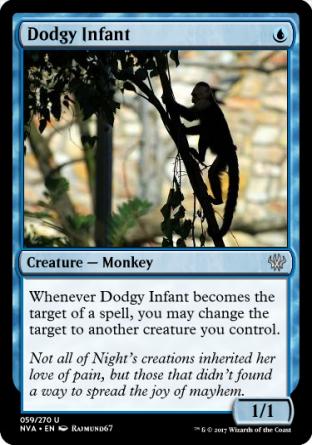 Dodgy Infant
Creature — Monkey
Whenever Dodgy Infant becomes the
target of a spell, you may change the
target to another creature you control.
Not all of Night's creations inherited her
love of pain, but those that didn't found
a way to spread the joy of mayhem.
1/1
059/270 U
NVA • EN Rajmund67
™ & © 2017 Wizards of the Coast